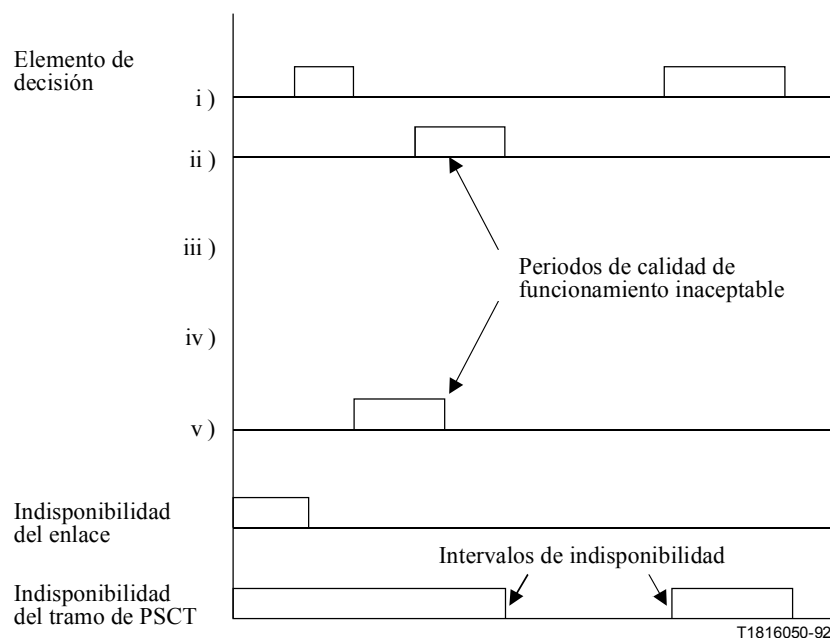 Elemento de
decisión
i )
ii )
iii )
iv )
v )
Periodos de calidad de
funcionamiento inaceptable
Indisponibilidad
del enlace
Intervalos de indisponibilidad
Indisponibilidad
del tramo de PSCT
T1816050-92